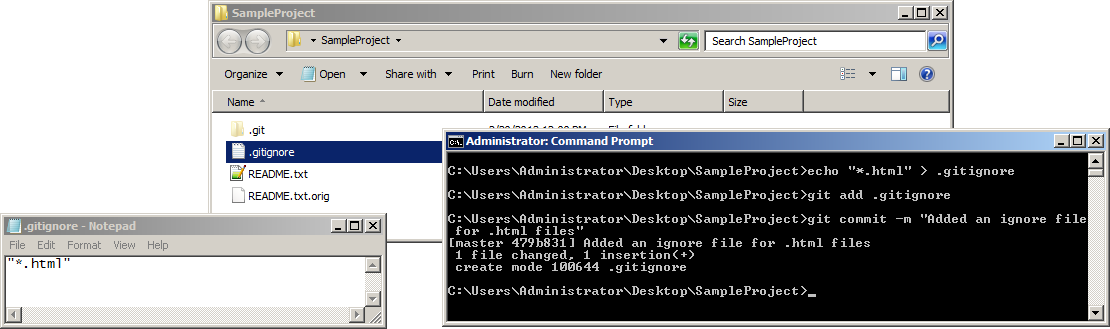 SampleProject
SampleProject
Search SampleProject
Organize Open Share with Print Burn New folder
Name Date modified Type Size
.git
.gitignore
README.txt
README.txt.orig
.gitignore - Notepad
File Edit Format View Help
"*.html"
Administrator: Command Prompt
C:\Users\Administrator\Desktop\SampleProject>echo "*.html" > .gitignore
C:\Users\Administrator\Desktop\SampleProject>git add .gitignore
C:\Users\Administrator\Desktop\SampleProject>git commit -m "Added an ignore file
for .html files"
[master 479b831] Added an ignore file for .html files
1 file changed, 1 insertion(+)
create mode 100644 .gitignore
C:\Users\Administrator\Desktop\SampleProject>_